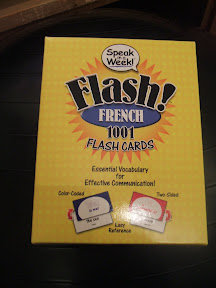 Speak
in a
Week!
Flash!
FRENCH
1001
FLASH CARDS
Essential Vocabulary
for
Effective Communication!
Color-Coded
Two-Sided
Easy
Reference